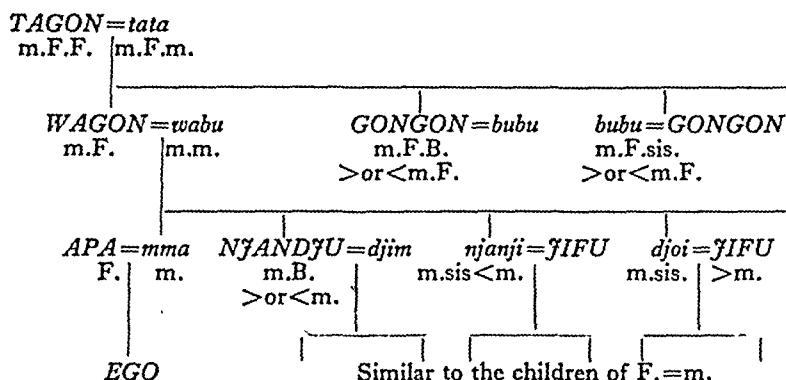 TAGON=tata
m.F.F. m.F.m.
WAGON=wabu GONGON=bubu bubu=GONGON
m.F. m.m. m.F.B. m.F.sis.
>or<m.F. >or<m.F.
APA=mma NJANDJU=djim njanji=JIFU djoi=JIFU
F. m. m.B. m.sis<m. m.sis. >m.
>or<m.
EGO Similar to the children of F.=m.